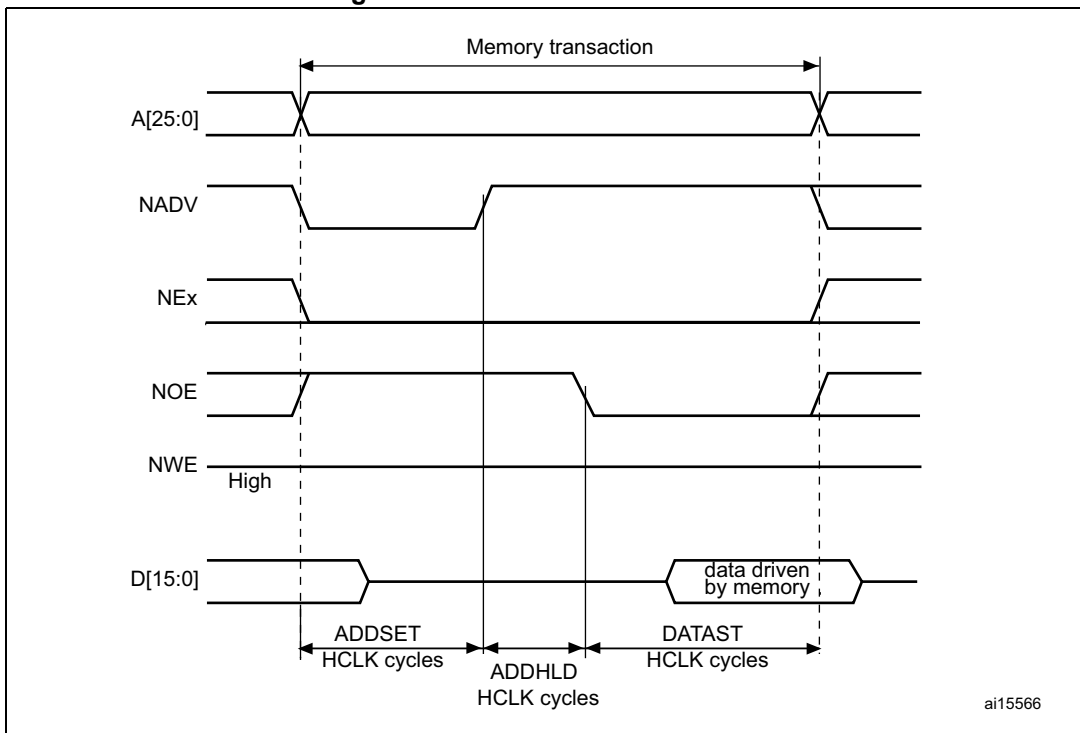 Memory transaction
A[25:0]
NADV
NEx
NOE
NWE
High
D[15:0]
data driven
by memory
ADDSET
HCLK cycles
ADDHLD
HCLK cycles
DATAST
HCLK cycles
ai15566